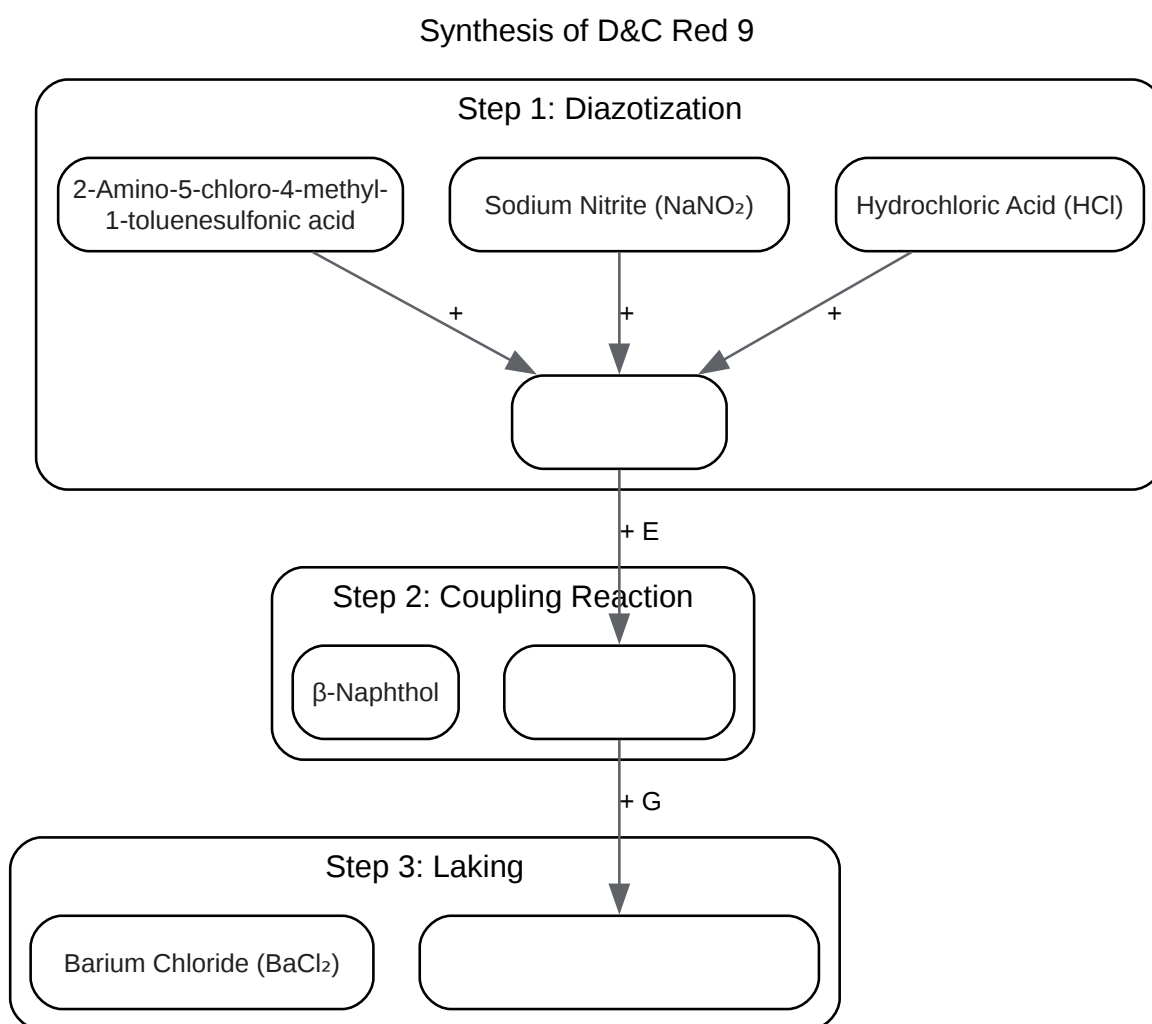 Synthesis of D&C Red 9
Step 1: Diazotization
2-Amino-5-chloro-4-methyl-
1-toluenesulfonic acid
Sodium Nitrite (NaNO₂)
Hydrochloric Acid (HCl)
+
+
+
+ E
Step 2: Coupling Reaction
β-Naphthol
+ G
Step 3: Laking
Barium Chloride (BaCl₂)